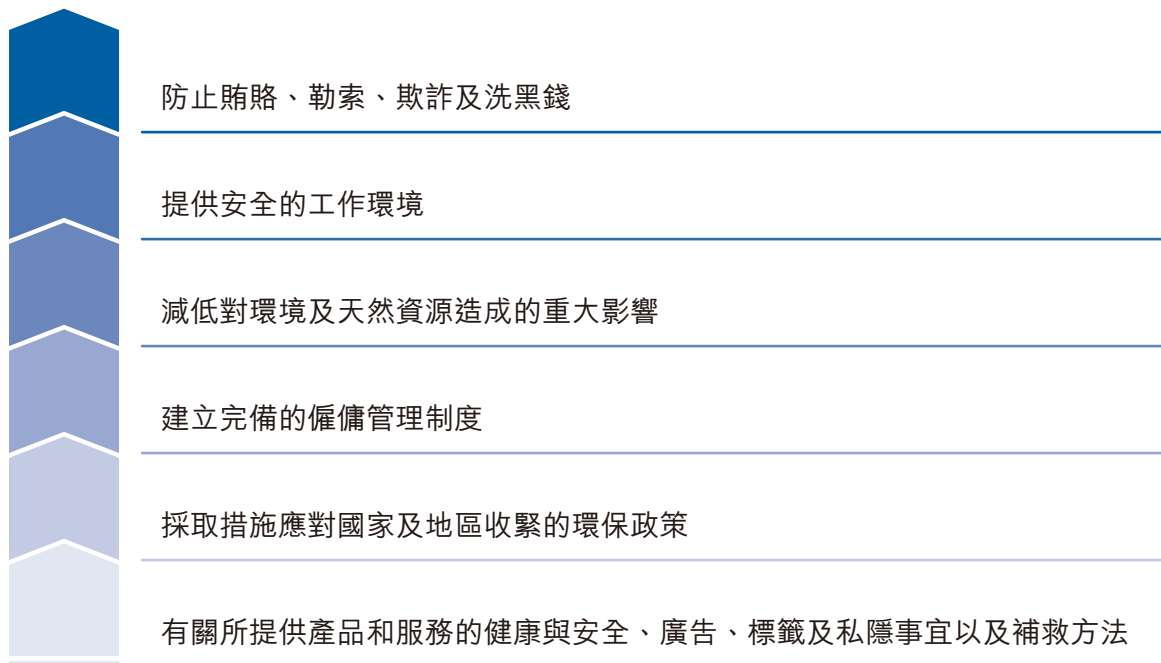 防止賄賂、勒索、欺詐及洗黑錢
提供安全的工作環境
減低對環境及天然資源造成的重大影響
建立完備的僱傭管理制度
採取措施應對國家及地區收緊的環保政策
有關所提供產品和服務的健康與安全、廣告、標籤及私隱事宜以及補救方法